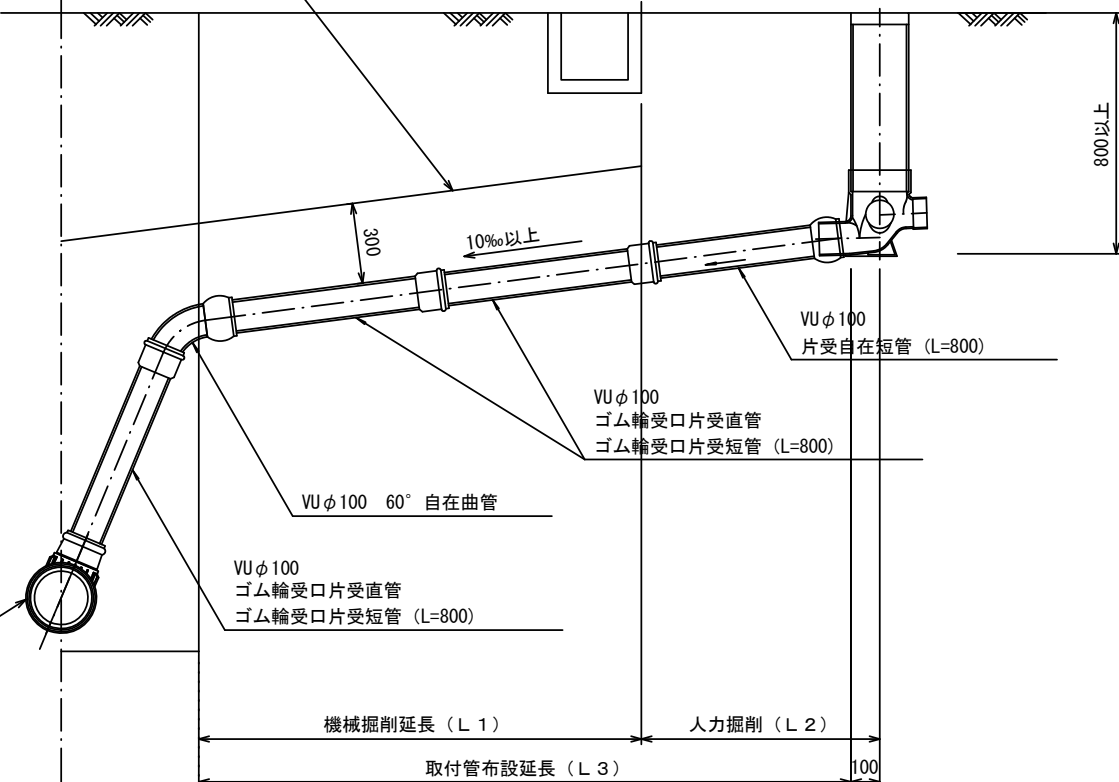 800以上
300
10‰以上
VUφ100
片受自在短管 (L=800)
VUφ100
ゴム輪受口片受直管
ゴム輪受口片受短管 (L=800)
VUφ100 60°自在曲管
VUφ100
ゴム輪受口片受直管
ゴム輪受口片受短管 (L=800)
機械掘削延長(L1)
人力掘削(L2)
取付管布設延長(L3)
100